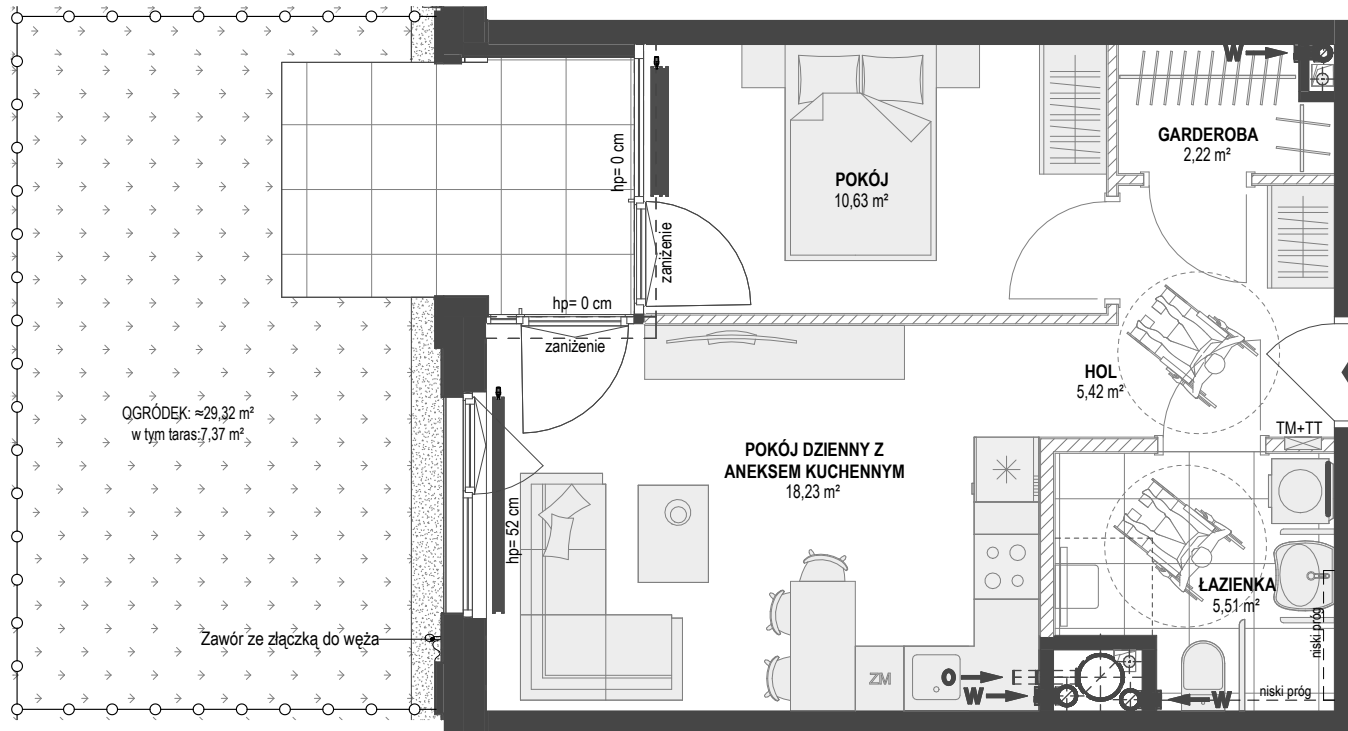 W
GARDEROBA
2,22 m²
POKÓJ
10,63 m²
hp= 0 cm
zaniżenie
hp= 0 cm
zaniżenie
HOL
5,42 m²
OGRÓDEK: ≈29,32 m²
w tym taras:7,37 m²
TM+TT
POKÓJ DZIENNY Z
ANEKSEM KUCHENNYM
18,23 m²
hp= 52 cm
ŁAZIENKA
5,51 m²
Zawór ze złączką do węża
niski próg
ZM
O
W
W
niski próg